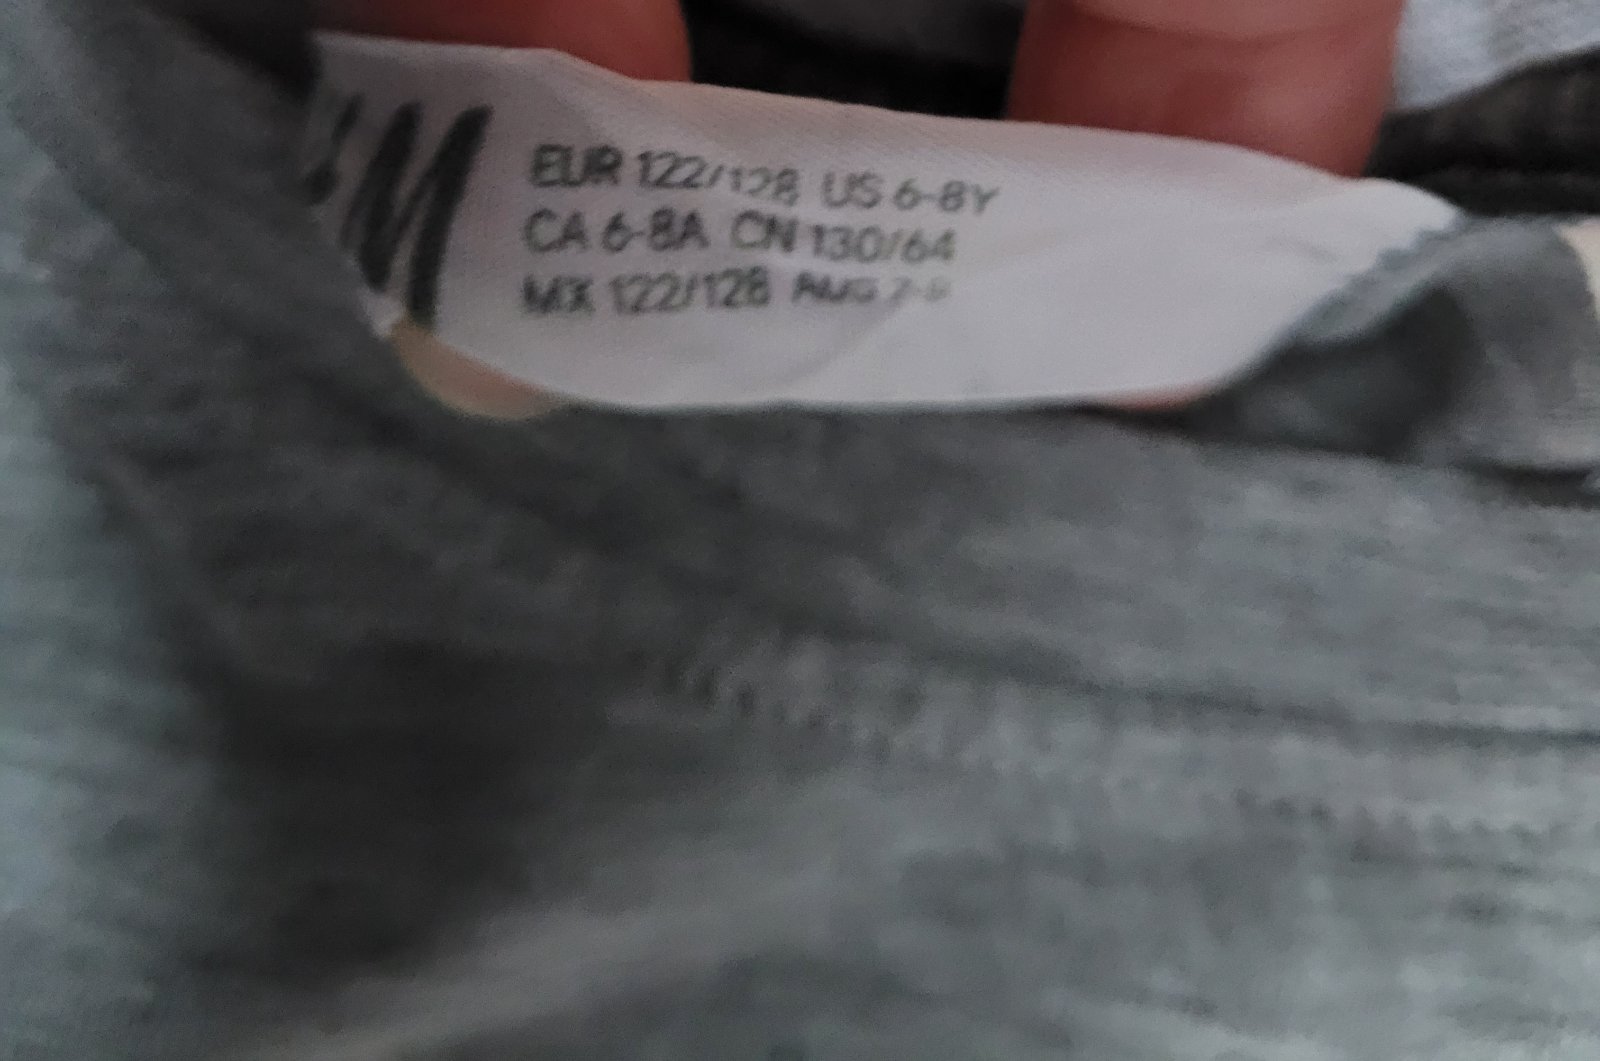 &M
EUR 122/128 US 6-8Y
CA 6-8A CN 130/64
MX 122/128